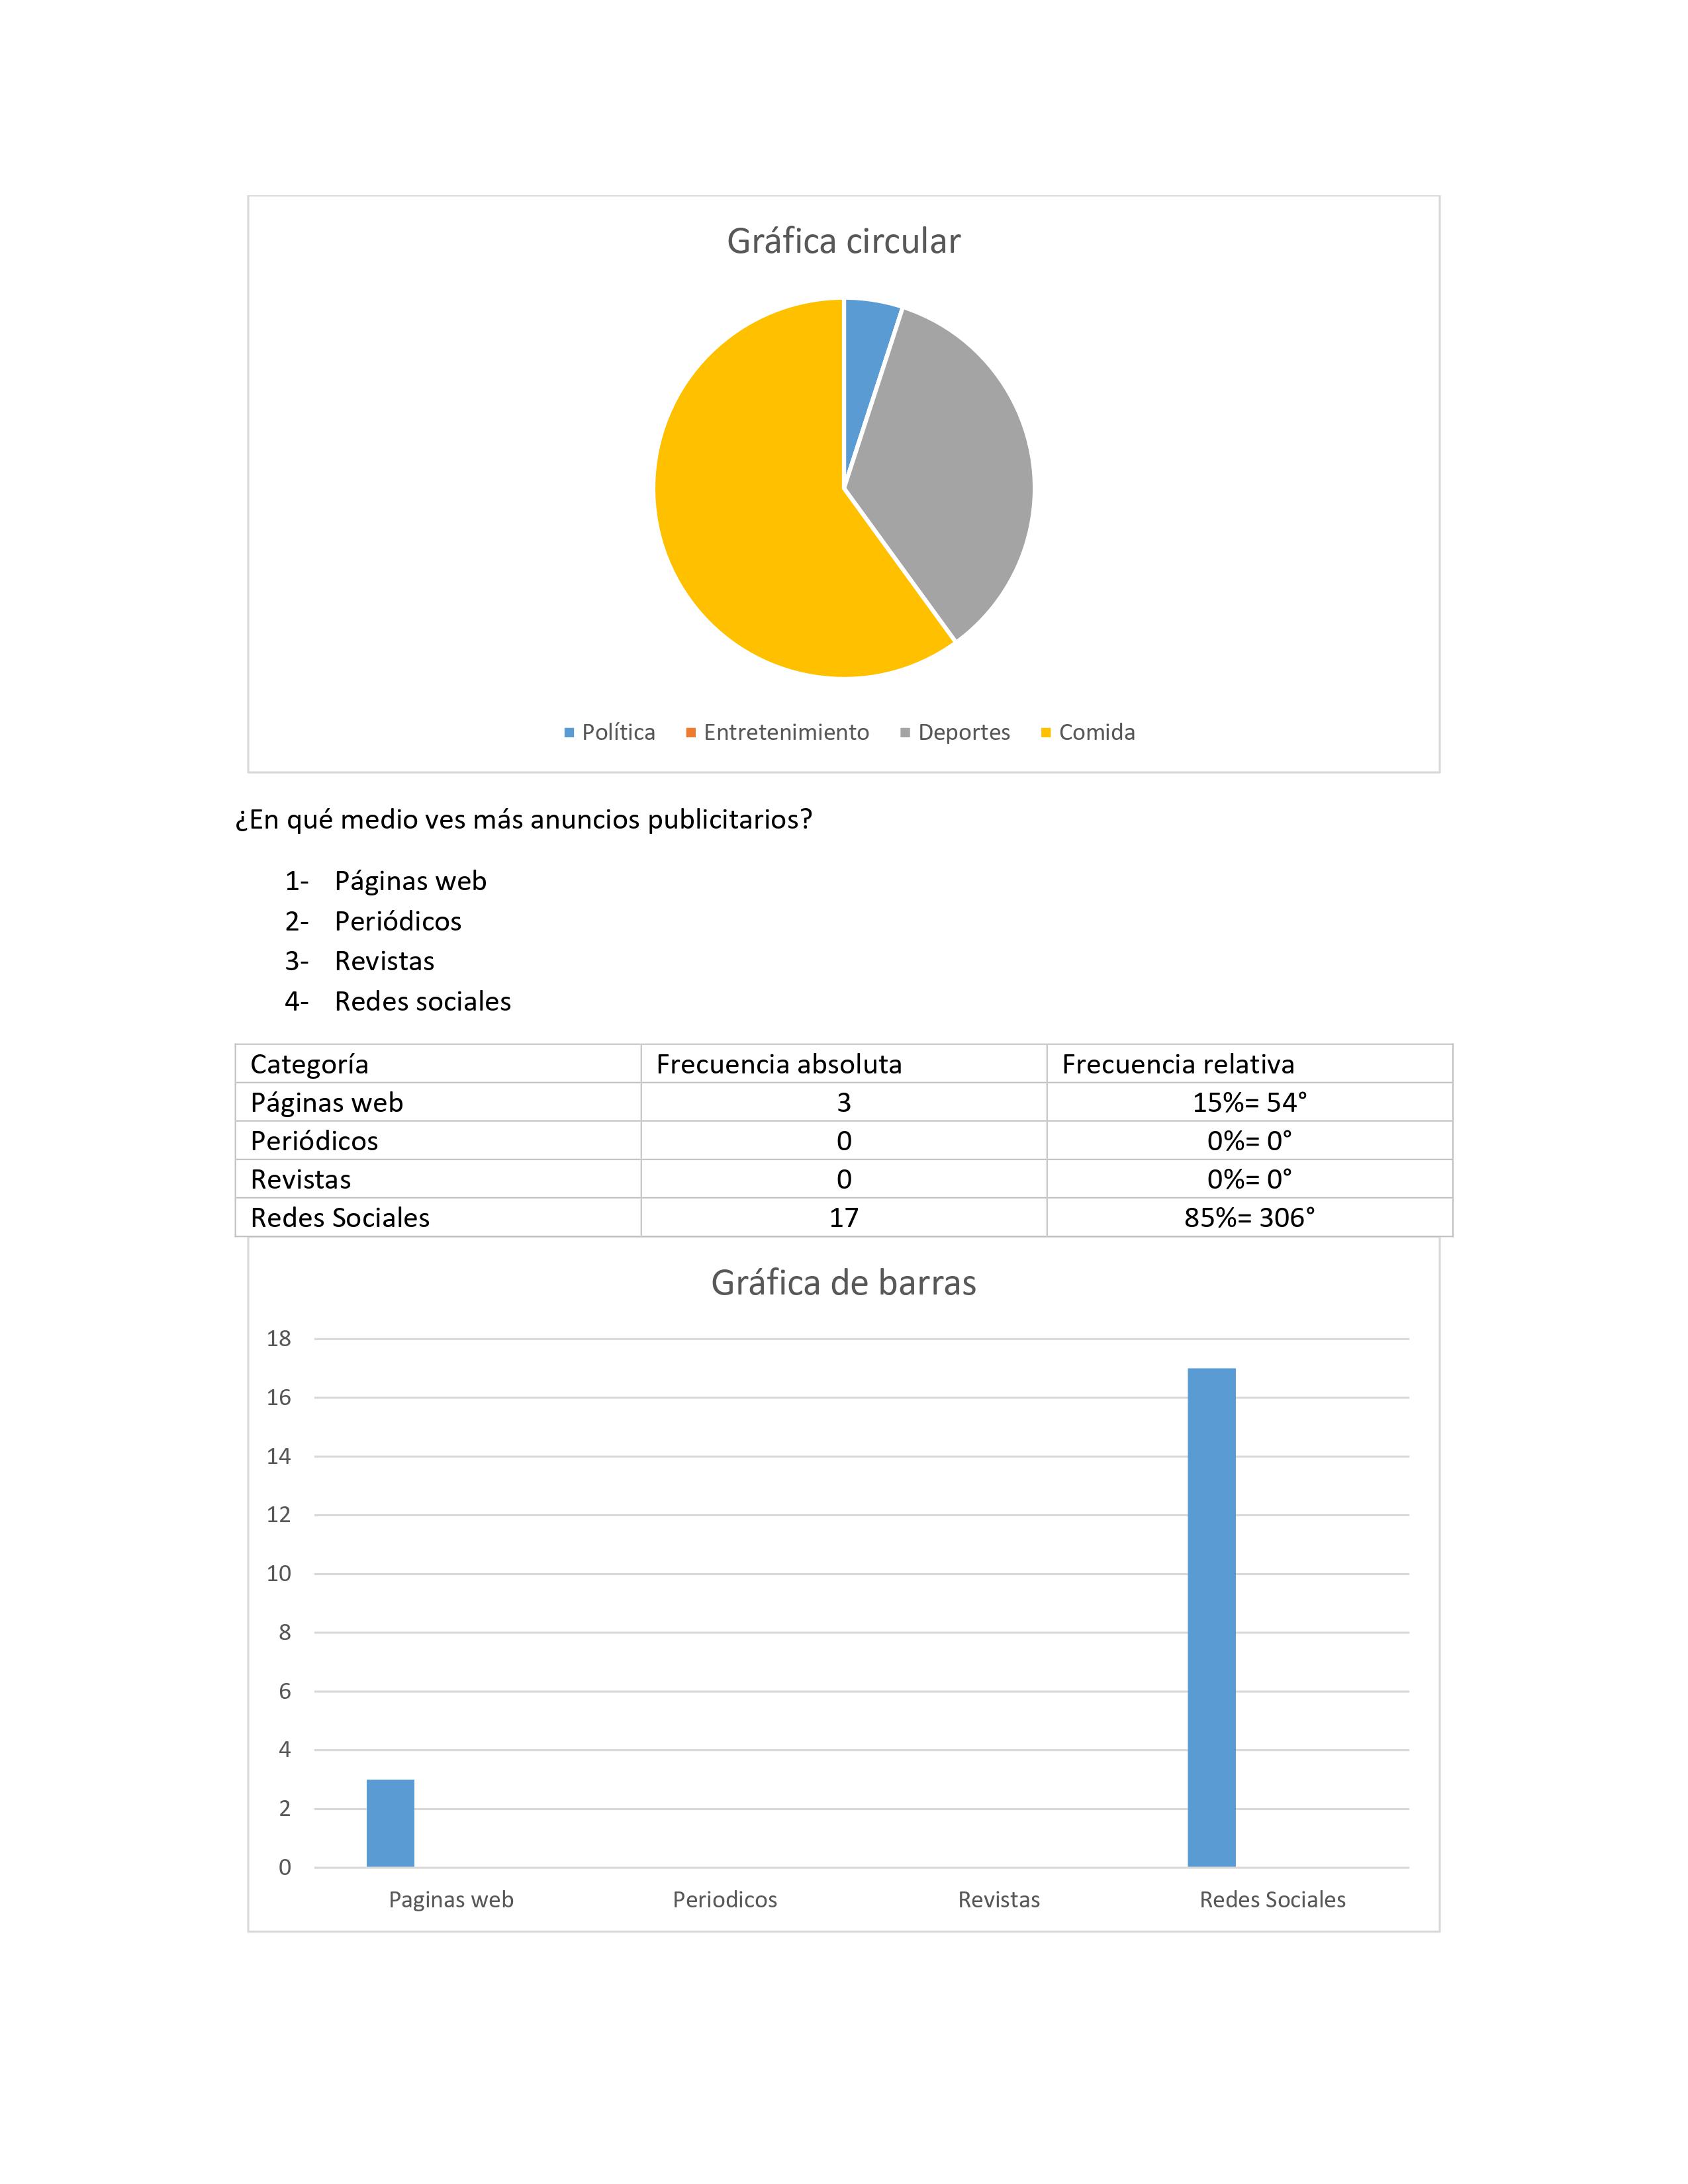 Gráfica circular
Política Entretenimiento Deportes Comida
¿En qué medio ves más anuncios publicitarios?
1- Páginas web
2- Periódicos
3- Revistas
4- Redes sociales
Categoría Frecuencia absoluta Frecuencia relativa
Páginas web 3 15%= 54°
Periódicos 0 0%= 0°
Revistas 0 0%= 0°
Redes Sociales 17 85%= 306°
Gráfica de barras
18
16
14
12
10
8
6
4
2
0
Paginas web Periodicos Revistas Redes Sociales